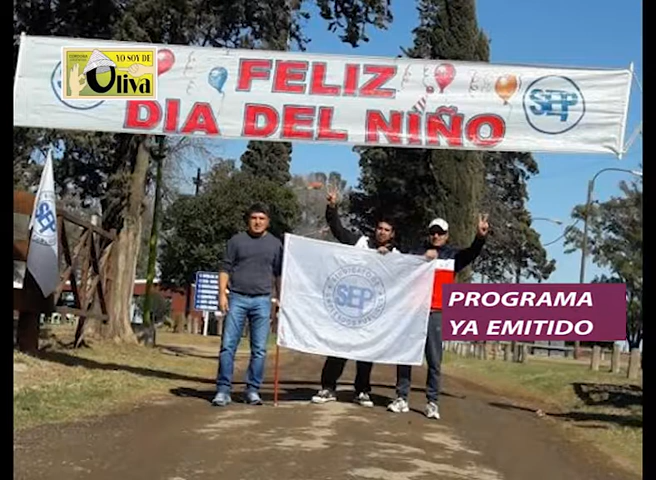 YO SOY DE
Oliva
FELIZ
DIA DEL NIÑO
SEP
SEP
SEP
PROGRAMA
YA EMITIDO